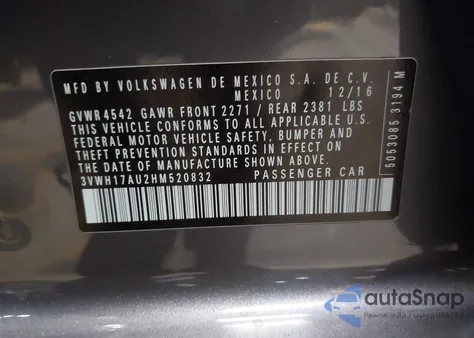 MFD BY VOLKSWAGEN DE MEXICO S.A. DE C.V.
MEXICO 12/16
GVWR 4542 GAWR FRONT 2271 / REAR 2381 LBS
THIS VEHICLE CONFORMS TO ALL APPLICABLE
FEDERAL MOTOR VEHICLE SAFETY, BUMPER AND
THEFT PREVENTION STANDARDS IN EFFECT ON
THE DATE OF MANUFACTURE SHOWN ABOVE.
3VWH17AU2HM520832 PASSENGER CAR
5053085 3194 M
autoSnap